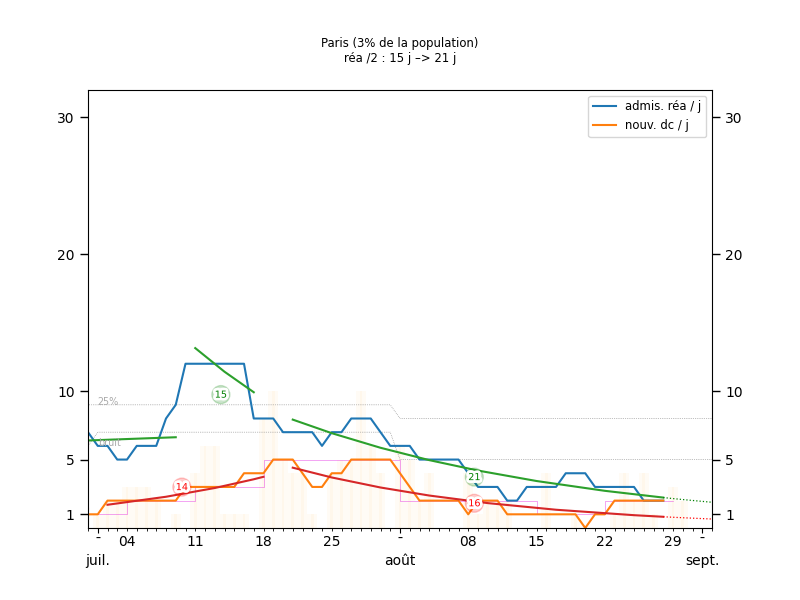 Paris (3% de la population)
réa /2 : 15 j –> 21 j
admis. réa / j
nouv. dc / j
30
30
20
20
10
10
25%
15
bruit
5
5
21
14
16
1
1
- 04 11 18 25 - 08 15 22 29 -
juil. août sept.